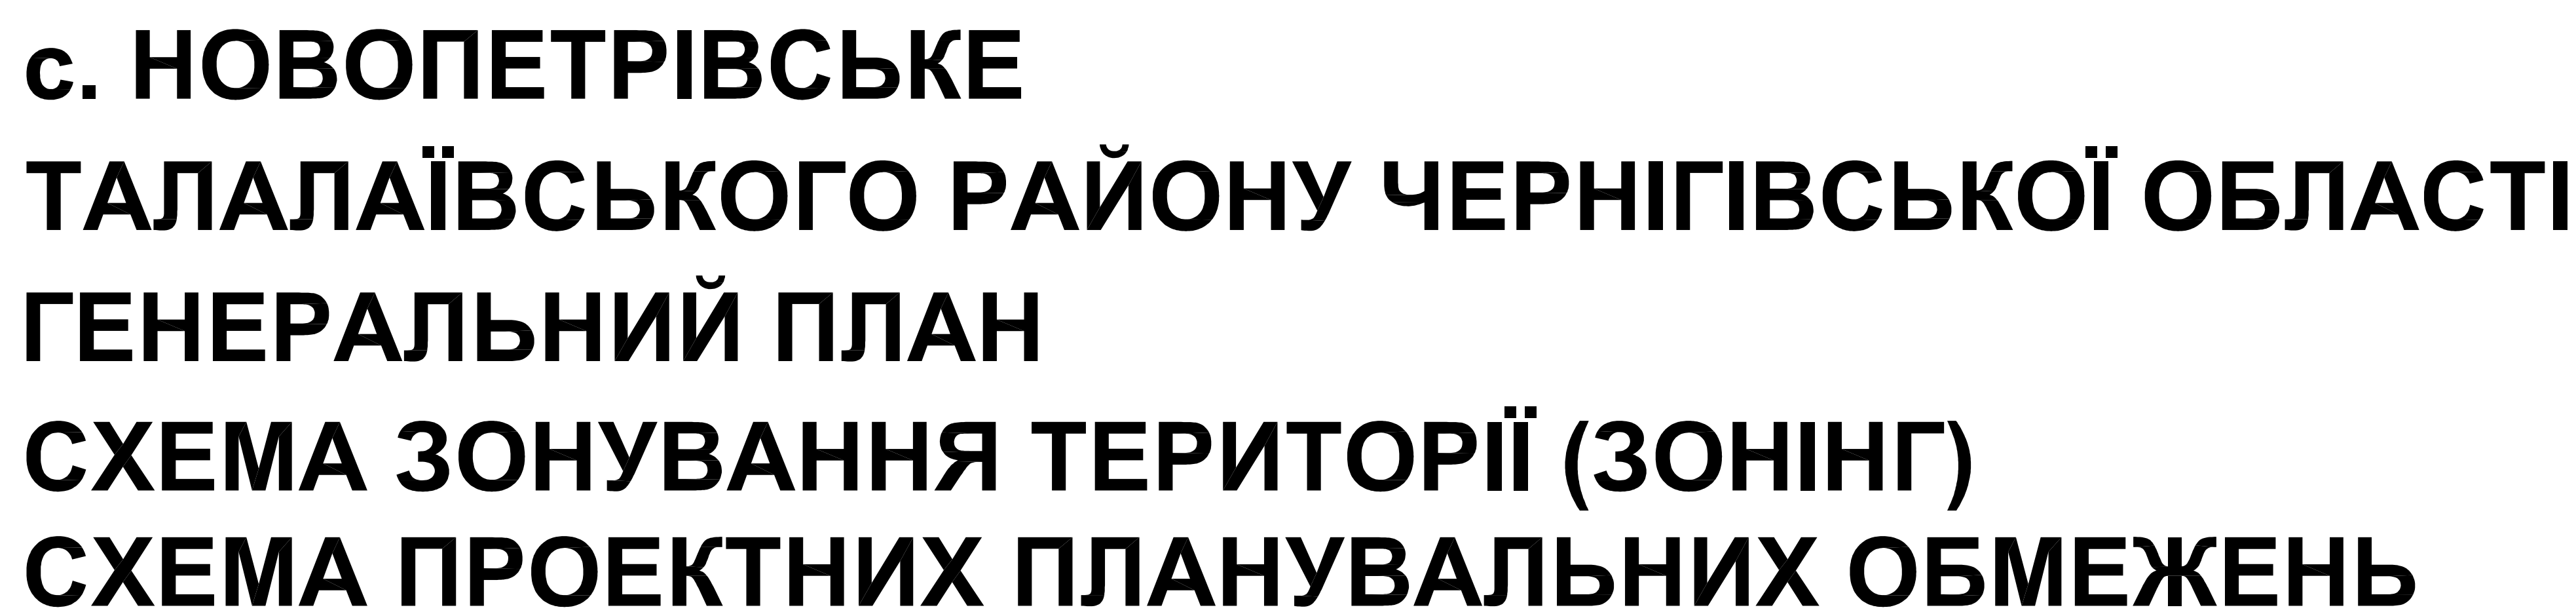 с. НОВОПЕТРІВСЬКЕ
ТАЛАЛАЇВСЬКОГО РАЙОНУ ЧЕРНІГІВСЬКОЇ ОБЛАСТІ
ГЕНЕРАЛЬНИЙ ПЛАН
СХЕМА ЗОНУВАННЯ ТЕРИТОРІЇ (ЗОНІНГ)
СХЕМА ПРОЕКТНИХ ПЛАНУВАЛЬНИХ ОБМЕЖЕНЬ